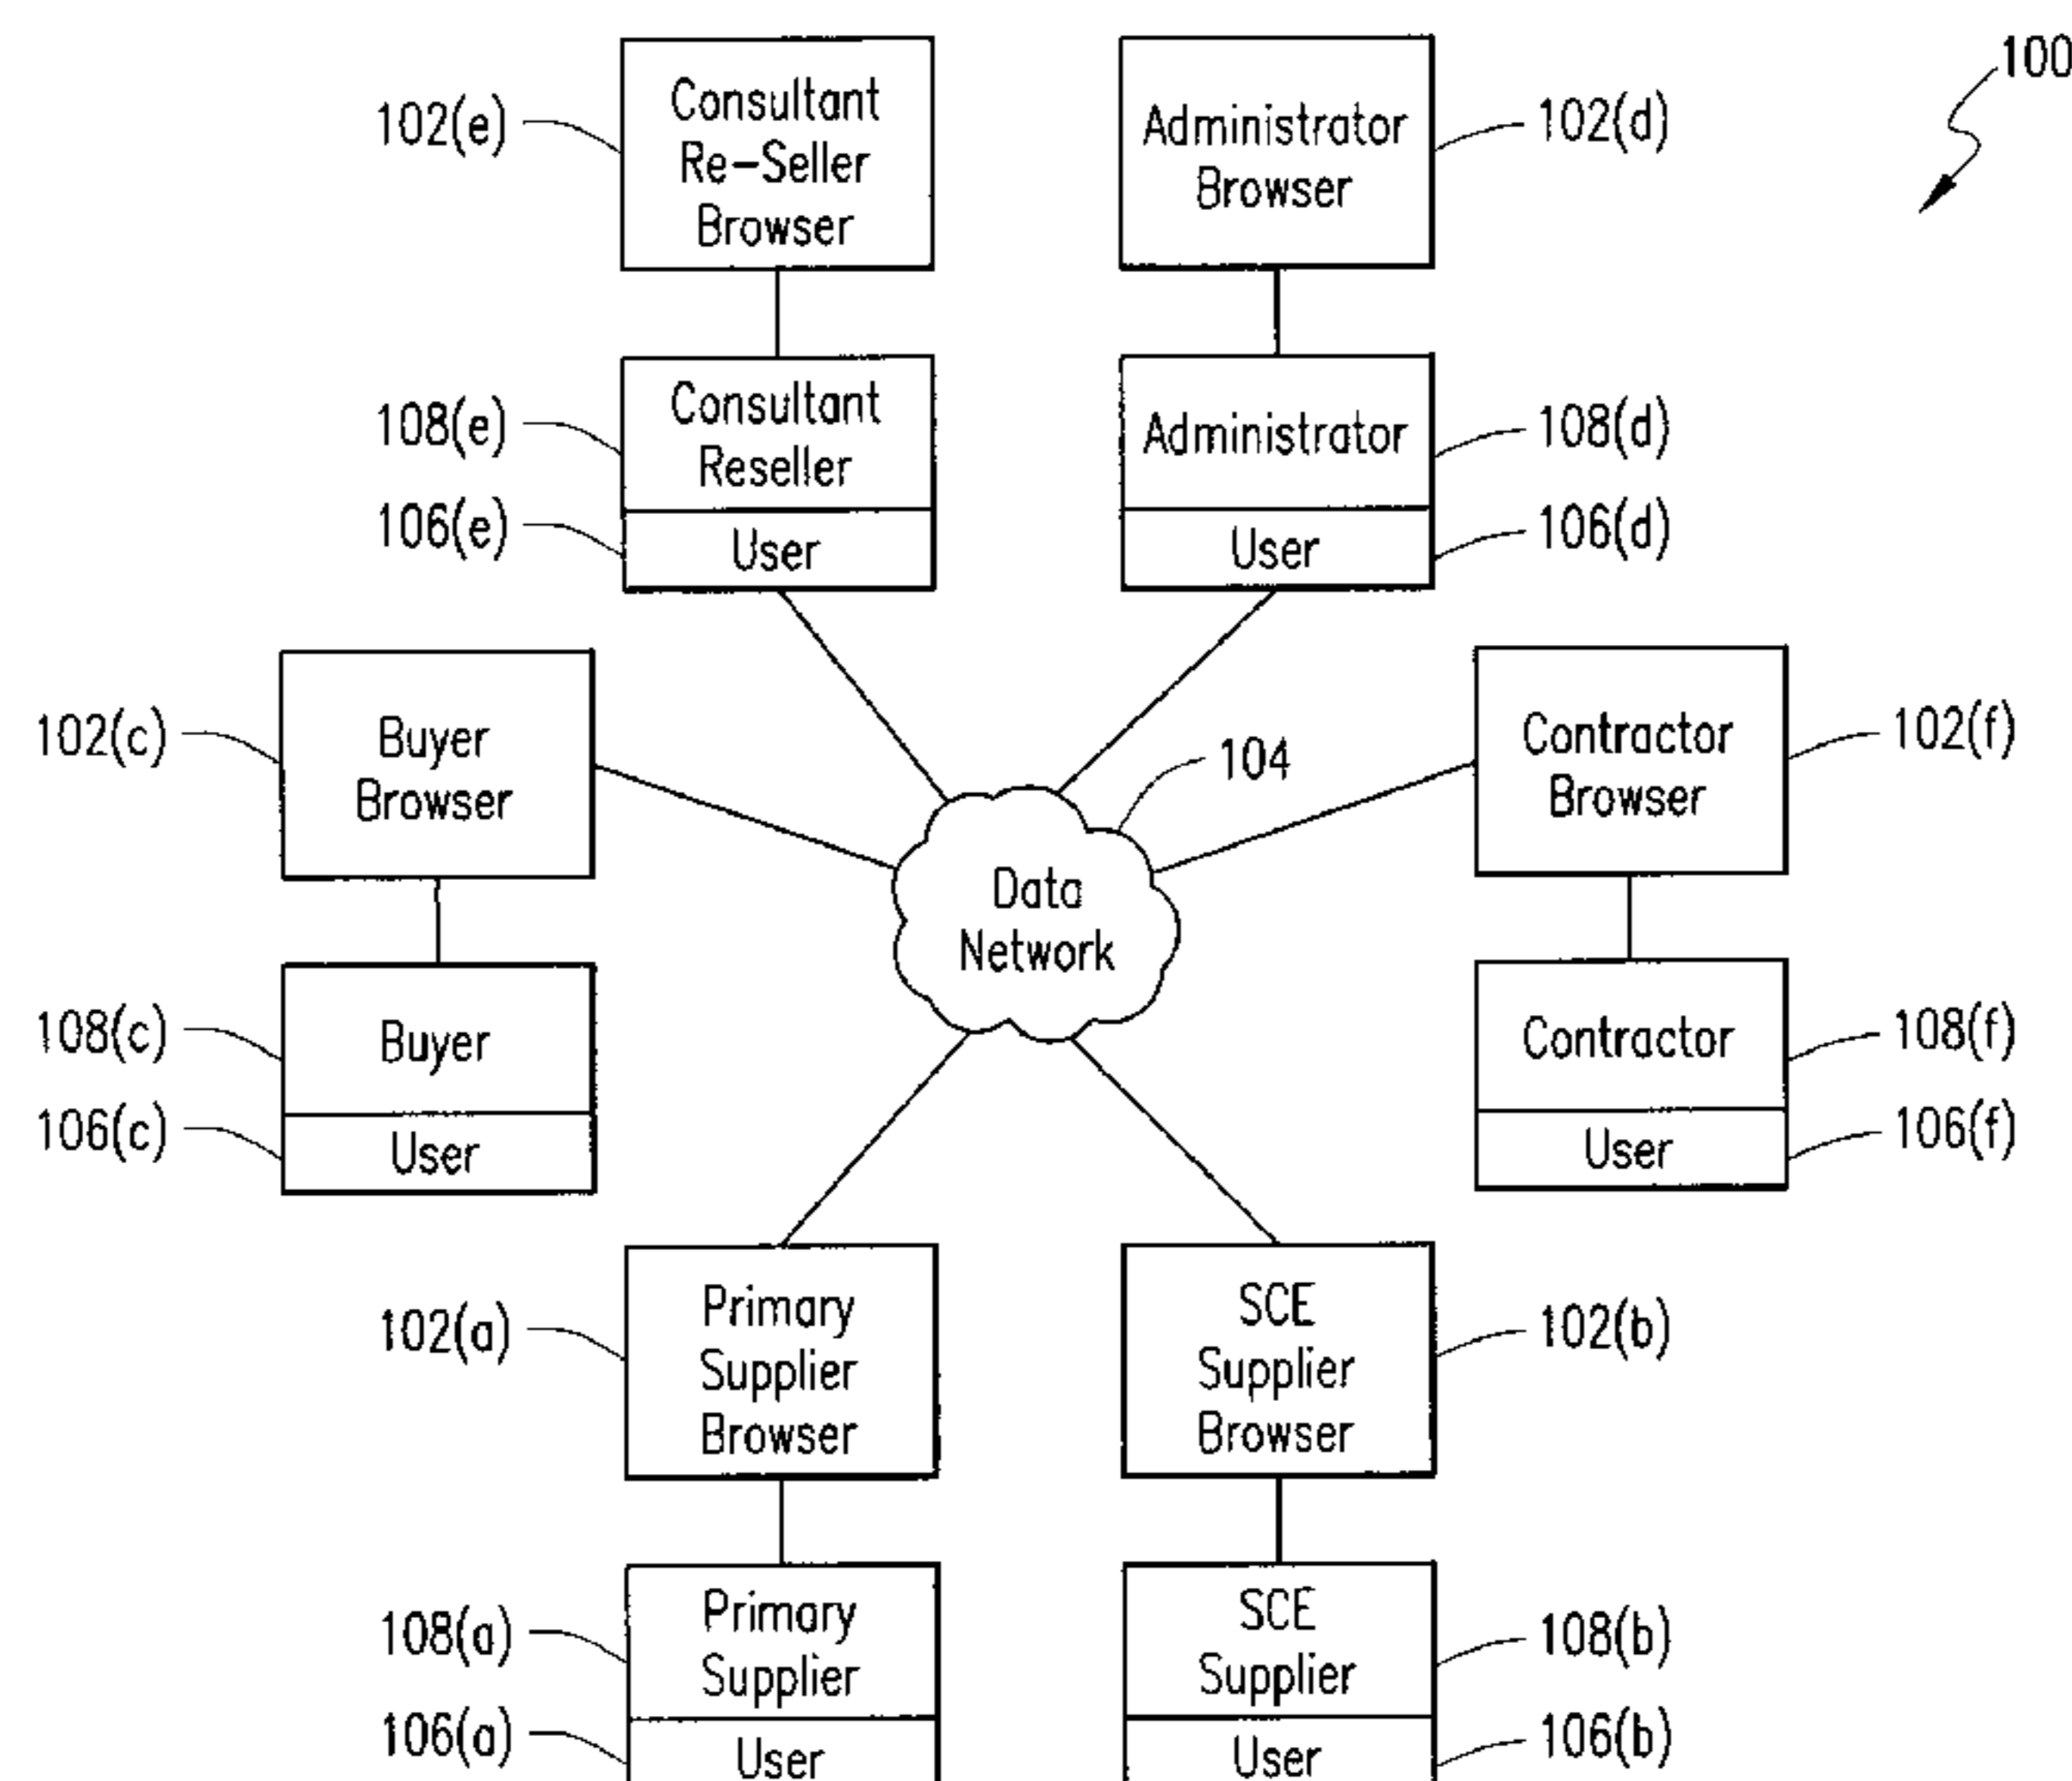 100
102(e)
Consultant
Re-Seller
Browser
Administrator
Browser
102(d)
108(e)
Consultant
Reseller
Administrator
108(d)
106(e)
User
User
106(d)
102(c)
Buyer
Browser
104
Contractor
Browser
102(f)
Data
Network
108(c)
Buyer
Contractor
108(f)
106(c)
User
User
106(f)
102(a)
Primary
Supplier
Browser
SCE
Supplier
Browser
102(b)
108(a)
Primary
Supplier
SCE
Supplier
108(b)
106(a)
User
User
106(b)